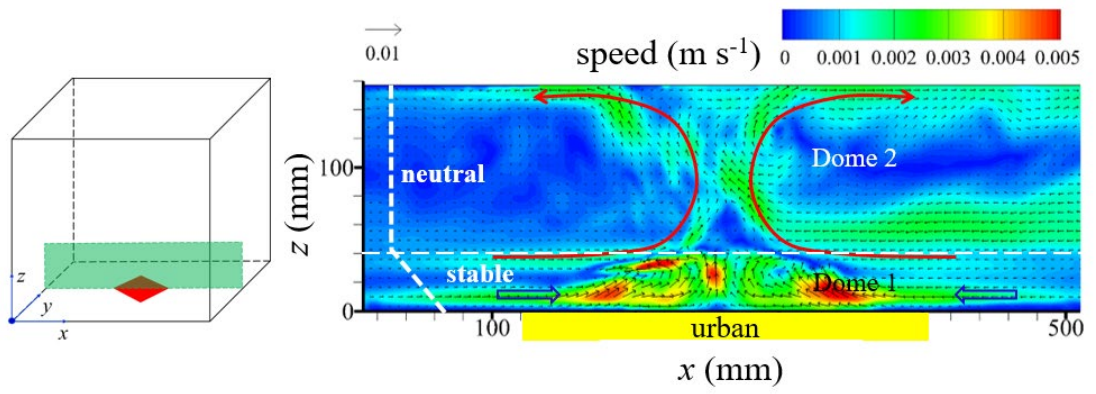 0.01
speed (m s-1)
0 0.001 0.002 0.003 0.004 0.005
z
y
x
z (mm)
100
0
neutral
stable
Dome 2
Dome 1
100
urban
500
x (mm)